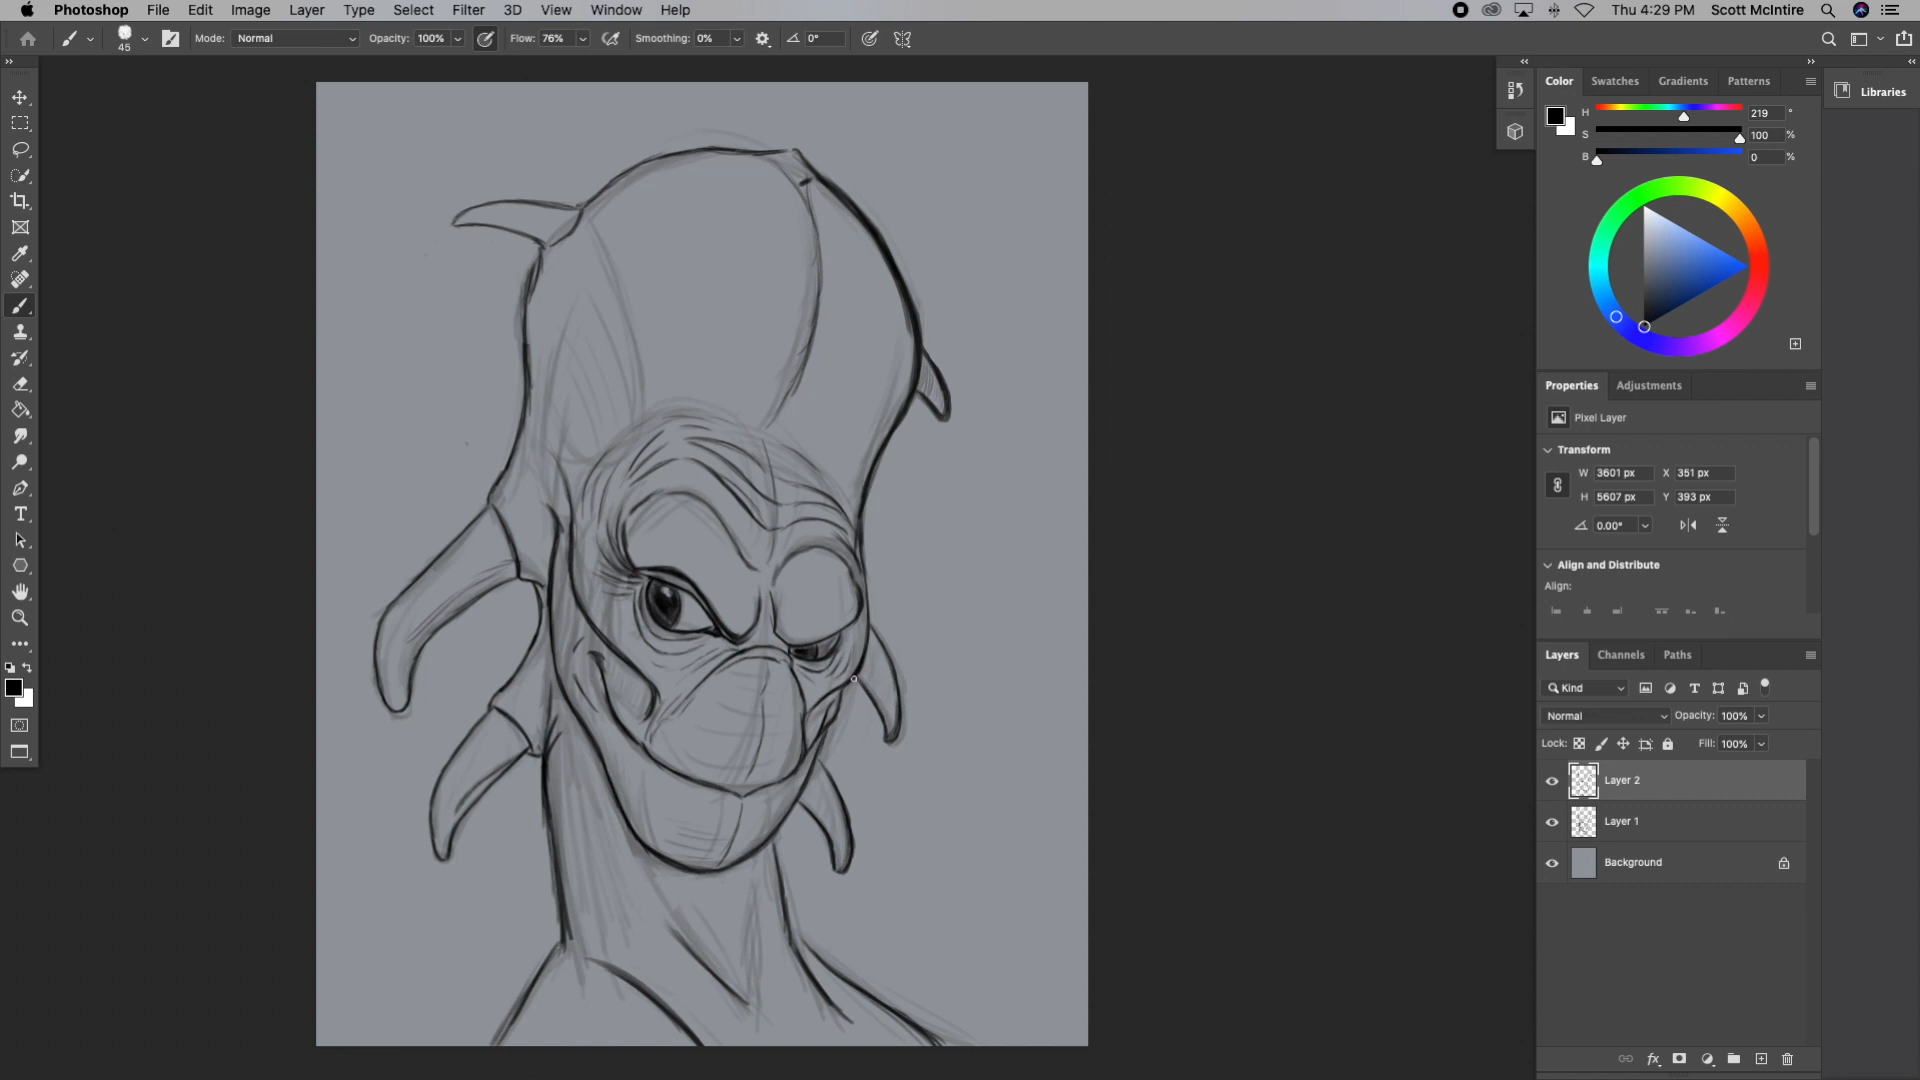 Photoshop File Edit Image Layer Type Select Filter 3D View Window Help Thu 4:29 PM Scott McIntire
45 Mode: Normal Opacity: 100% Flow: 76% Smoothing: 0% 0°
Color Swatches Gradients Patterns
Libraries
H 219 °
S 100 %
B 0 %
Properties Adjustments
Pixel Layer
Transform
W 3601 px X 351 px
H 5607 px Y 393 px
0.00°
Align and Distribute
Align:
Layers Channels Paths
Kind
Normal Opacity: 100%
Lock: Fill: 100%
Layer 2
Layer 1
Background